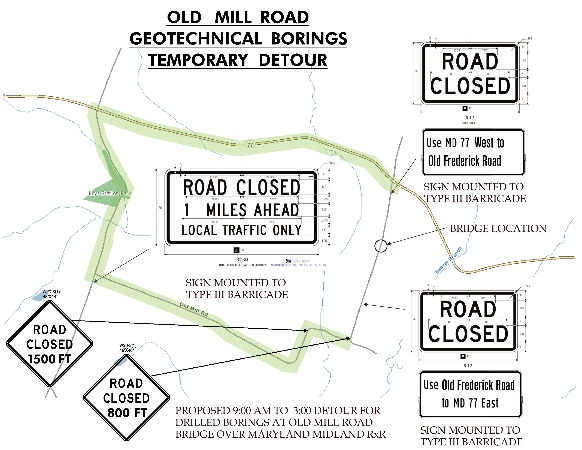 OLD MILL ROAD
GEOTECHNICAL BORINGS
TEMPORARY DETOUR
ROAD
CLOSED
Use MD 77 West to
Old Frederick Road
SIGN MOUNTED TO
TYPE III BARRICADE
ROAD CLOSED
1 MILES AHEAD
LOCAL TRAFFIC ONLY
BRIDGE LOCATION
SIGN MOUNTED TO
TYPE III BARRICADE
Old Mill Rd
ROAD
CLOSED
1500 FT
ROAD
CLOSED
800 FT
ROAD
CLOSED
Use Old Frederick Road
to MD 77 East
SIGN MOUNTED TO
TYPE III BARRICADE
PROPOSED 9:00 AM TO 3:00 DETOUR FOR
DRILLED BORINGS AT OLD MILL ROAD
BRIDGE OVER MARYLAND MIDLAND RxR